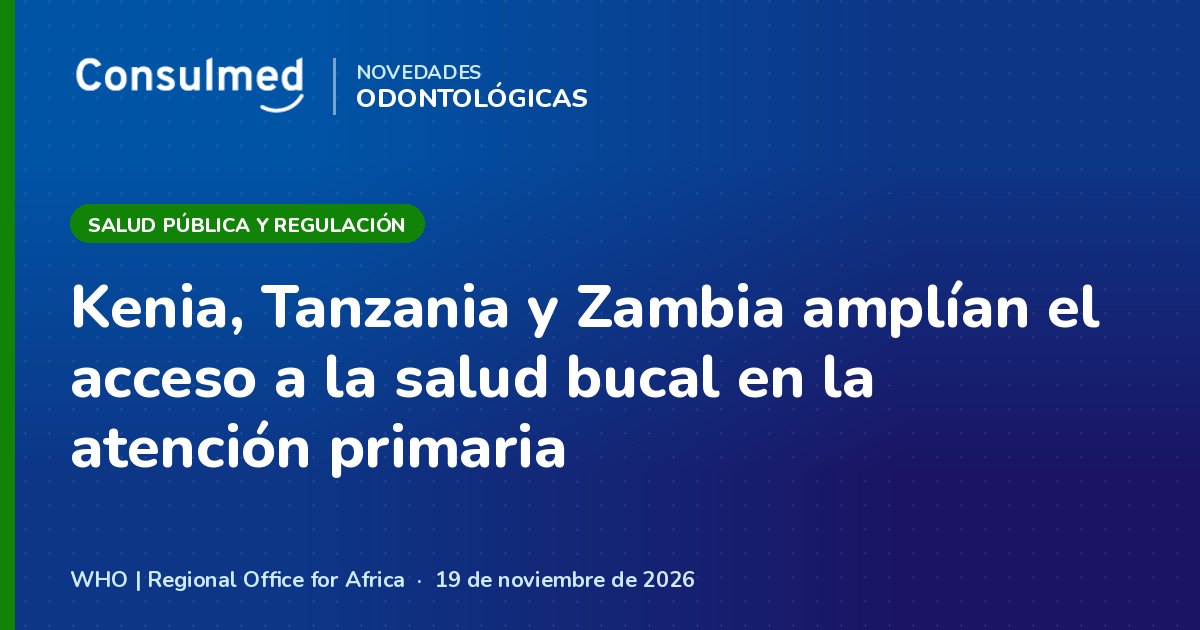 Consulmed
NOVEDADES
ODONTOLÓGICAS
SALUD PÚBLICA Y REGULACIÓN
Kenia, Tanzania y Zambia amplían el
acceso a la salud bucal en la
atención primaria
WHO | Regional Office for Africa · 19 de noviembre de 2026